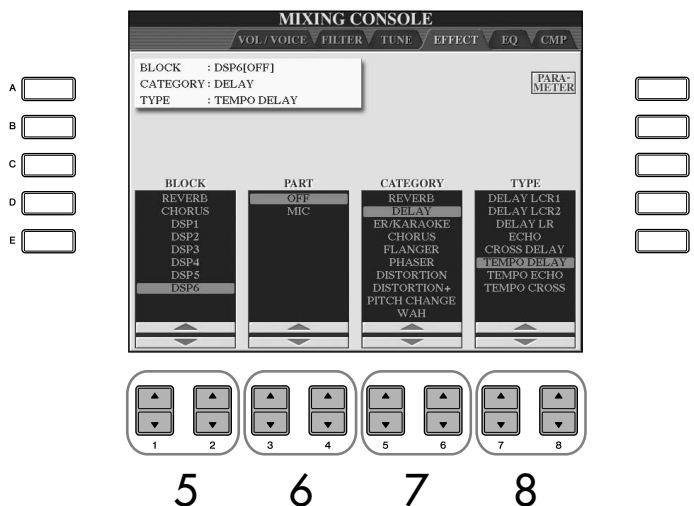 MIXING CONSOLE
VOL / VOICE FILTER TUNE EFFECT EQ CMP
BLOCK : DSP6[OFF]
CATEGORY : DELAY
TYPE : TEMPO DELAY
PARA-
METER
A
B
C
D
E
BLOCK PART CATEGORY TYPE
REVERB OFF REVERB DELAY LCR1
CHORUS MIC DELAY DELAY LCR2
DSP1 ER/KARAOKE DELAY LR
DSP2 CHORUS ECHO
DSP3 FLANGER CROSS DELAY
DSP4 PHASER TEMPO DELAY
DSP5 DISTORTION TEMPO ECHO
DSP6 DISTORTION+ TEMPO CROSS
PITCH CHANGE
WAH
1 2 3 4 5 6 7 8
5 6 7 8